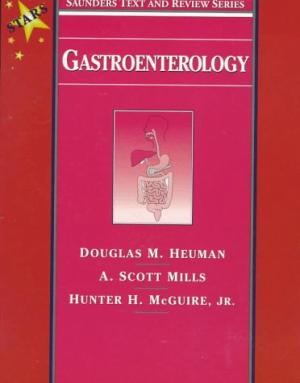 SAUNDERS TEXT AND REVIEW SERIES
STARS
GASTROENTEROLOGY
DOUGLAS M. HEUMAN
A. SCOTT MILLS
HUNTER H. MCGUIRE, JR.